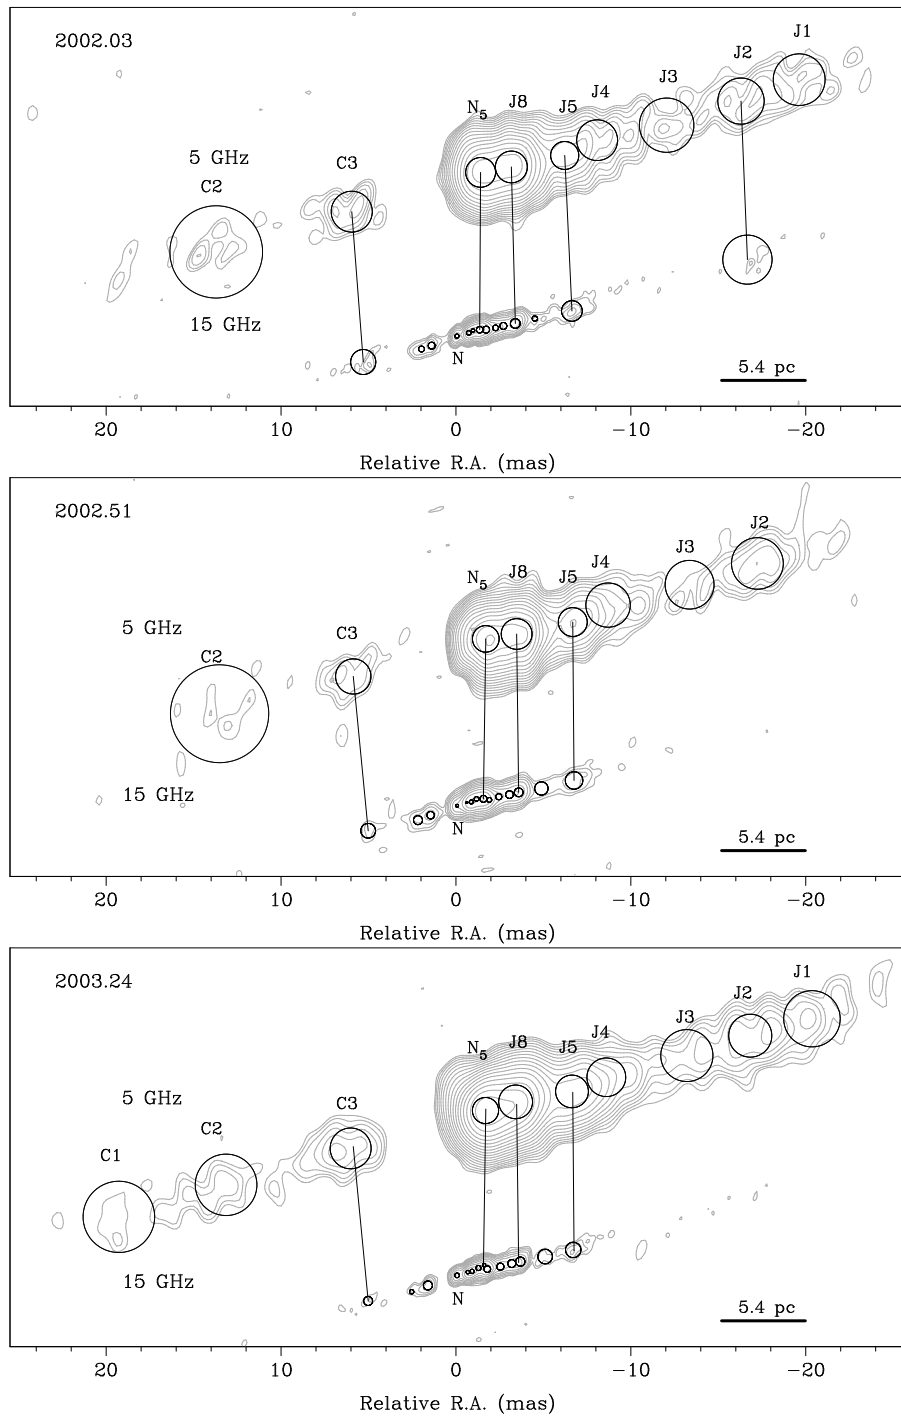 2002.03
J1
J2
J3
J4
J5
J8
N5
5 GHz
C3
C2
15 GHz
N
5.4 pc
20 10 0 −10 −20
Relative R.A. (mas)
2002.51
J2
J3
J4
J5
J8
N5
5 GHz
C3
C2
15 GHz
N
5.4 pc
20 10 0 −10 −20
Relative R.A. (mas)
2003.24
J1
J2
J3
J4
J5
J8
N5
5 GHz
C3
C2
C1
15 GHz
N
5.4 pc
20 10 0 −10 −20
Relative R.A. (mas)